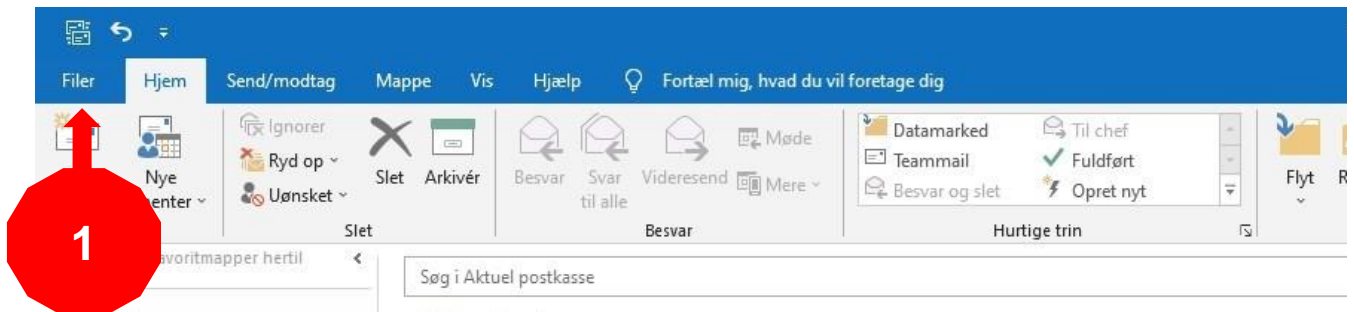 Filer Hjem Send/modtag Mappe Vis Hjælp Fortæl mig, hvad du vil foretage dig
Ignorer
Ryd op
Uønsket
Nye
enter
Slet Arkivér
Slet
Besvar Svar til alle Videresend
Møde
Mere
Besvar
Datamarked Til chef
Teammail Fuldført
Besvar og slet Opret nyt
Hurtige trin
Flyt R
1
avoritmapper hertil
Søg i Aktuel postkasse